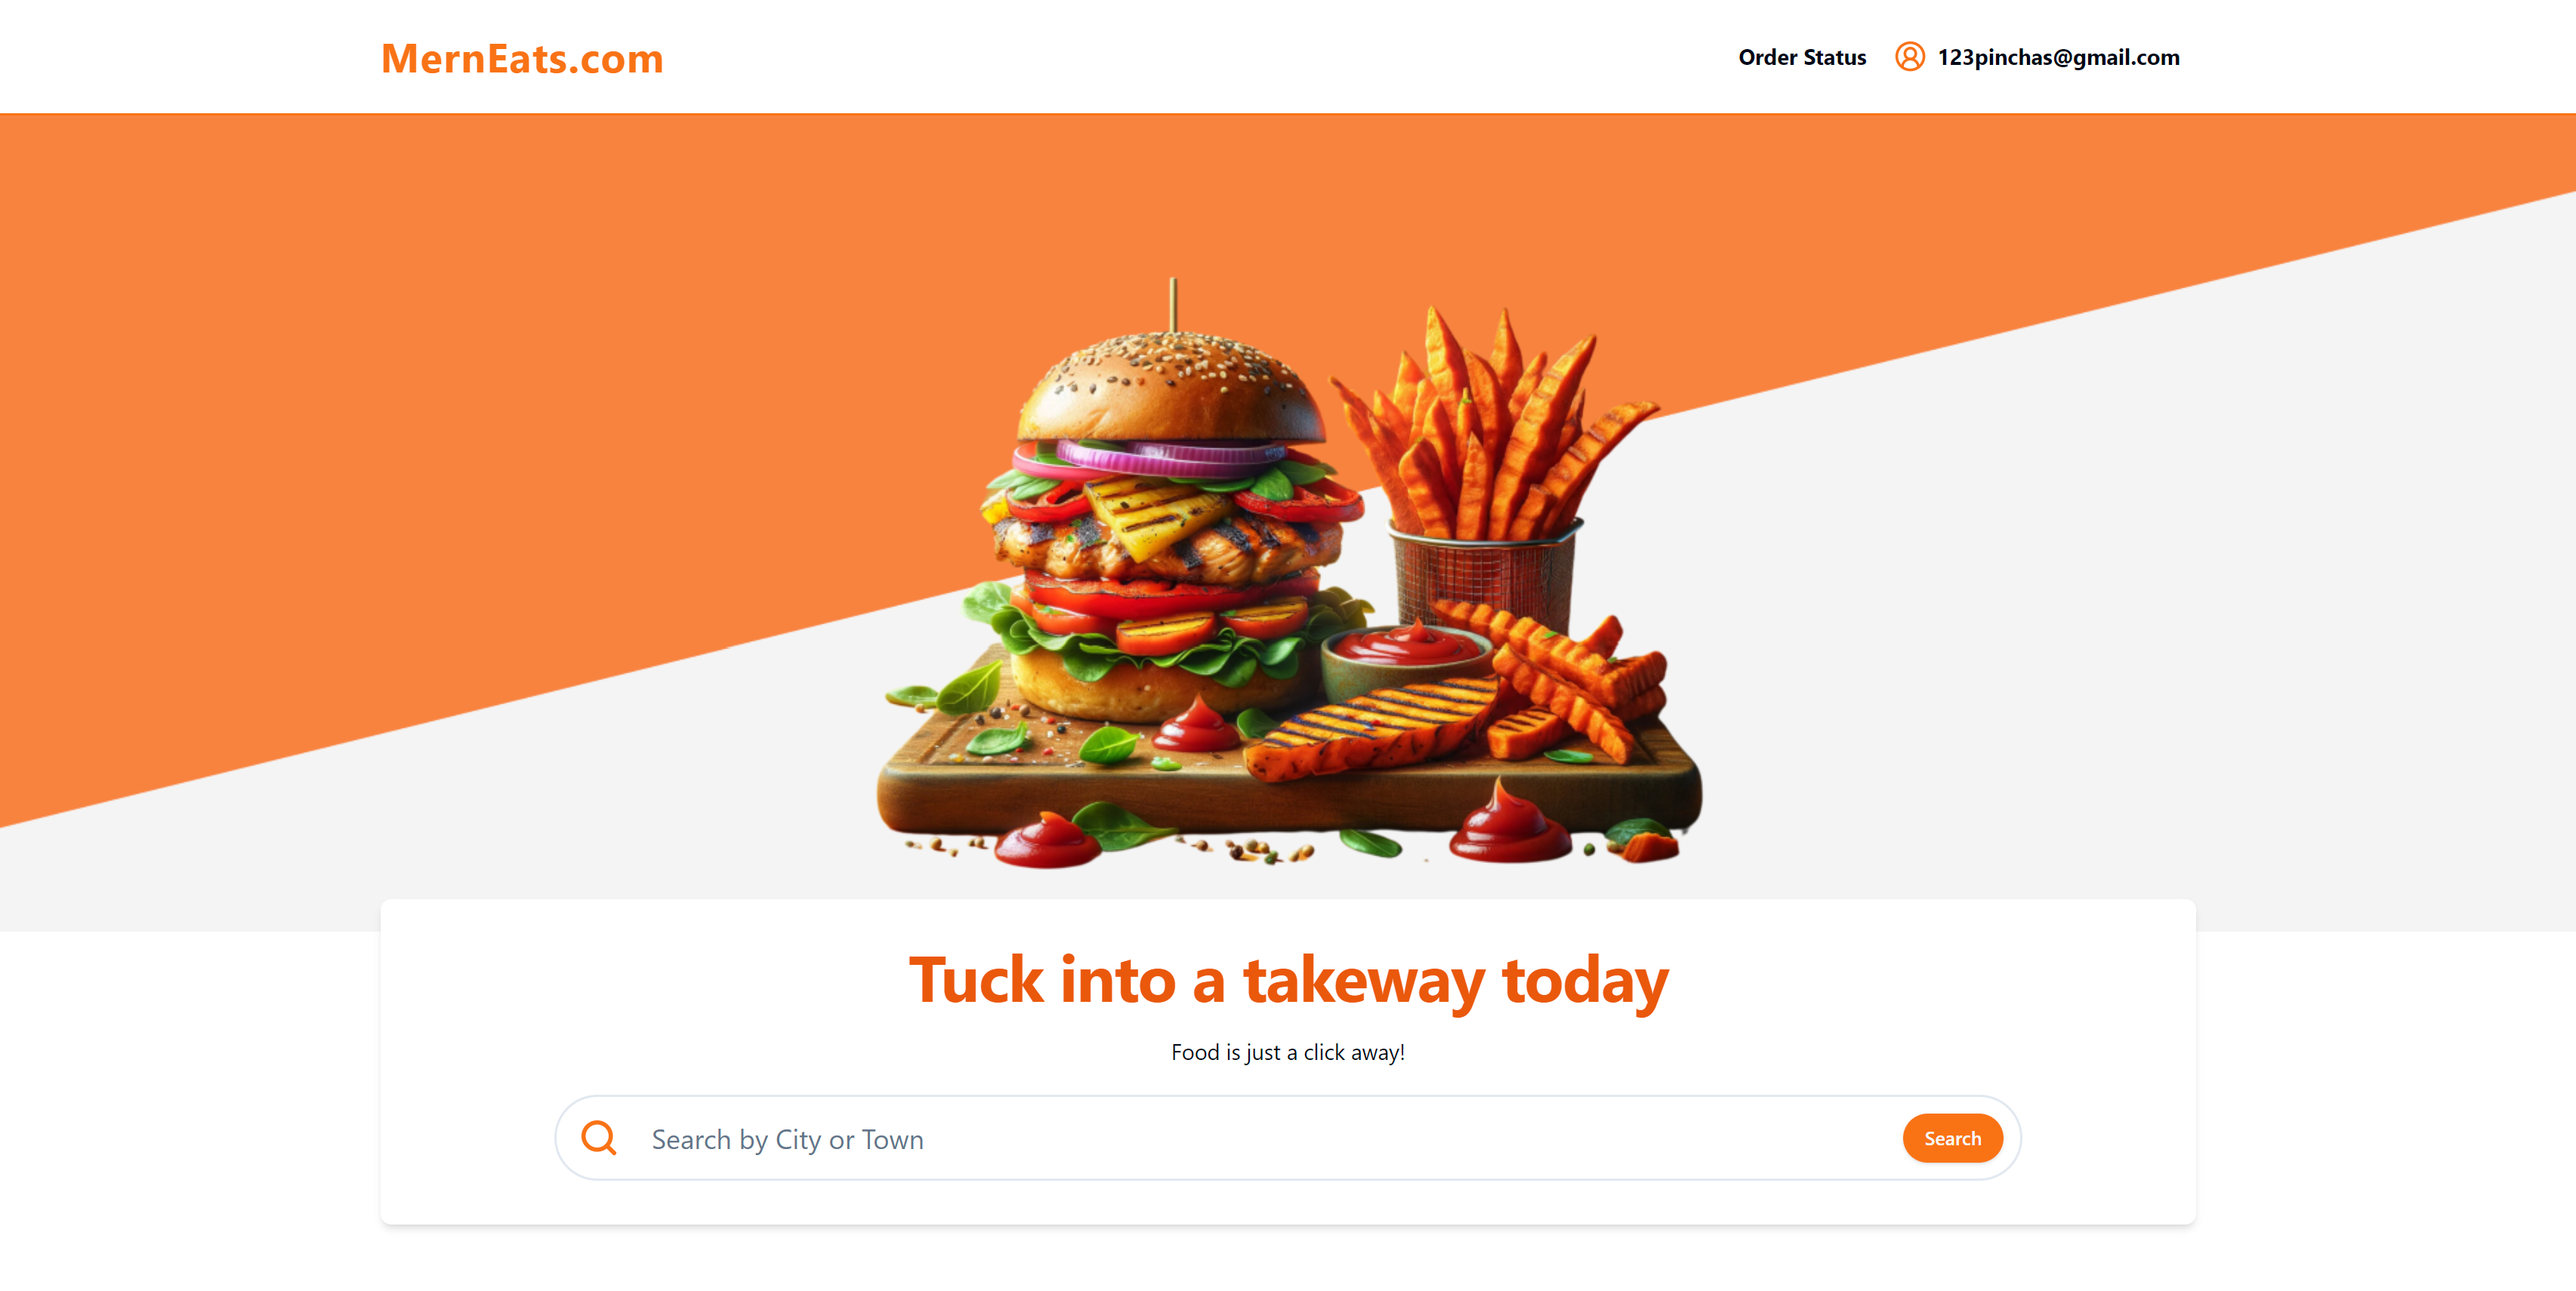 MernEats.com
Order Status
123pinchas@gmail.com
Tuck into a takeway today
Food is just a click away!
Search by City or Town
Search